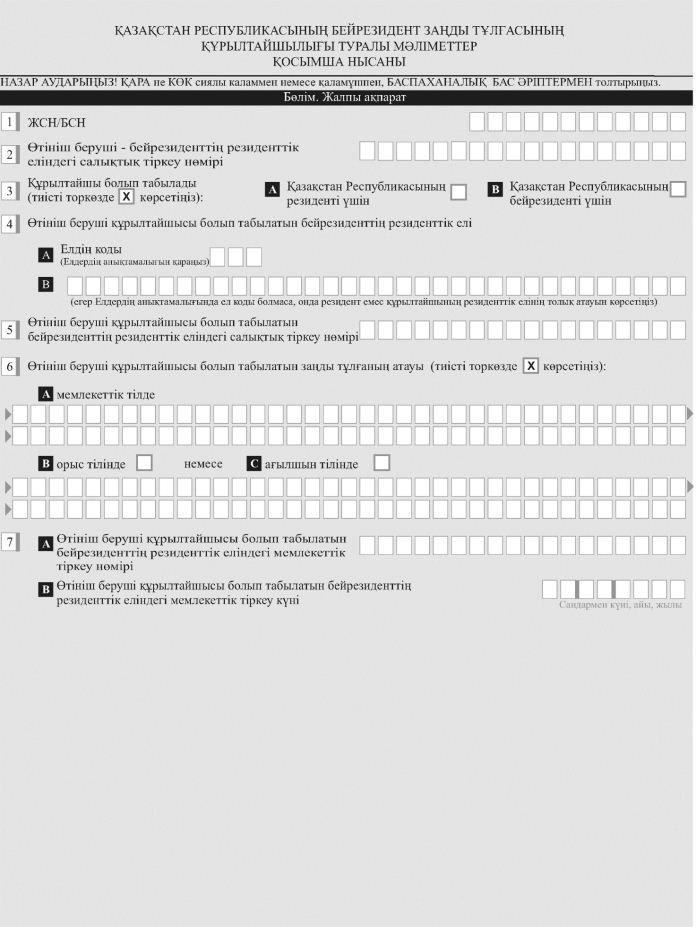 ҚАЗАҚСТАН РЕСПУБЛИКАСЫНЫҢ БЕЙРЕЗИДЕНТ ЗАҢДЫ ТҰЛҒАСЫНЫҢ
ҚҰРЫЛТАЙШЫЛЫҒЫ ТУРАЛЫ МӘЛІМЕТТЕР
ҚОСЫМША НЫСАНЫ
НАЗАР АУДАРЫҢЫЗ! ҚАРА не КӨК сиялы каламмен немесе қаламұшпен, БАСПАХАНАЛЫҚ БАС ӘРІПТЕРМЕН толтырыңыз.
Бөлім. Жалпы ақпарат
1 ЖСН/БСН
2 Өтініш беруші - бейрезиденттің резиденттік
еліндегі салықтық тіркеу нөмірі
3 Құрылтайшы болып табылады
(тиісті торкөзде X көрсетіңіз):
A Қазақстан Республикасының
резиденті үшін
B Қазақстан Республикасының
бейрезиденті үшін
4 Өтініш беруші құрылтайшысы болып табылатын бейрезиденттің резиденттік елі
A Елдің коды
(Елдердің анықтамалығын қараңыз)
B
(егер Елдердің анықтамалығында ел коды болмаса, онда резидент емес құрылтайшының резиденттік елінің толық атауын көрсетіңіз)
5 Өтініш беруші құрылтайшысы болып табылатын
бейрезиденттің резиденттік еліндегі салықтық тіркеу нөмірі
6 Өтініш беруші құрылтайшысы болып табылатын заңды тұлғаның атауы (тиісті торкөзде X көрсетіңіз):
A мемлекеттік тілде
B орыс тілінде немесе C ағылшын тілінде
7 A Өтініш беруші құрылтайшысы болып табылатын
бейрезиденттің резиденттік еліндегі мемлекеттік
тіркеу нөмірі
B Өтініш беруші құрылтайшысы болып табылатын бейрезиденттің
резиденттік еліндегі мемлекеттік тіркеу күні
Сандармен күні, айы, жылы